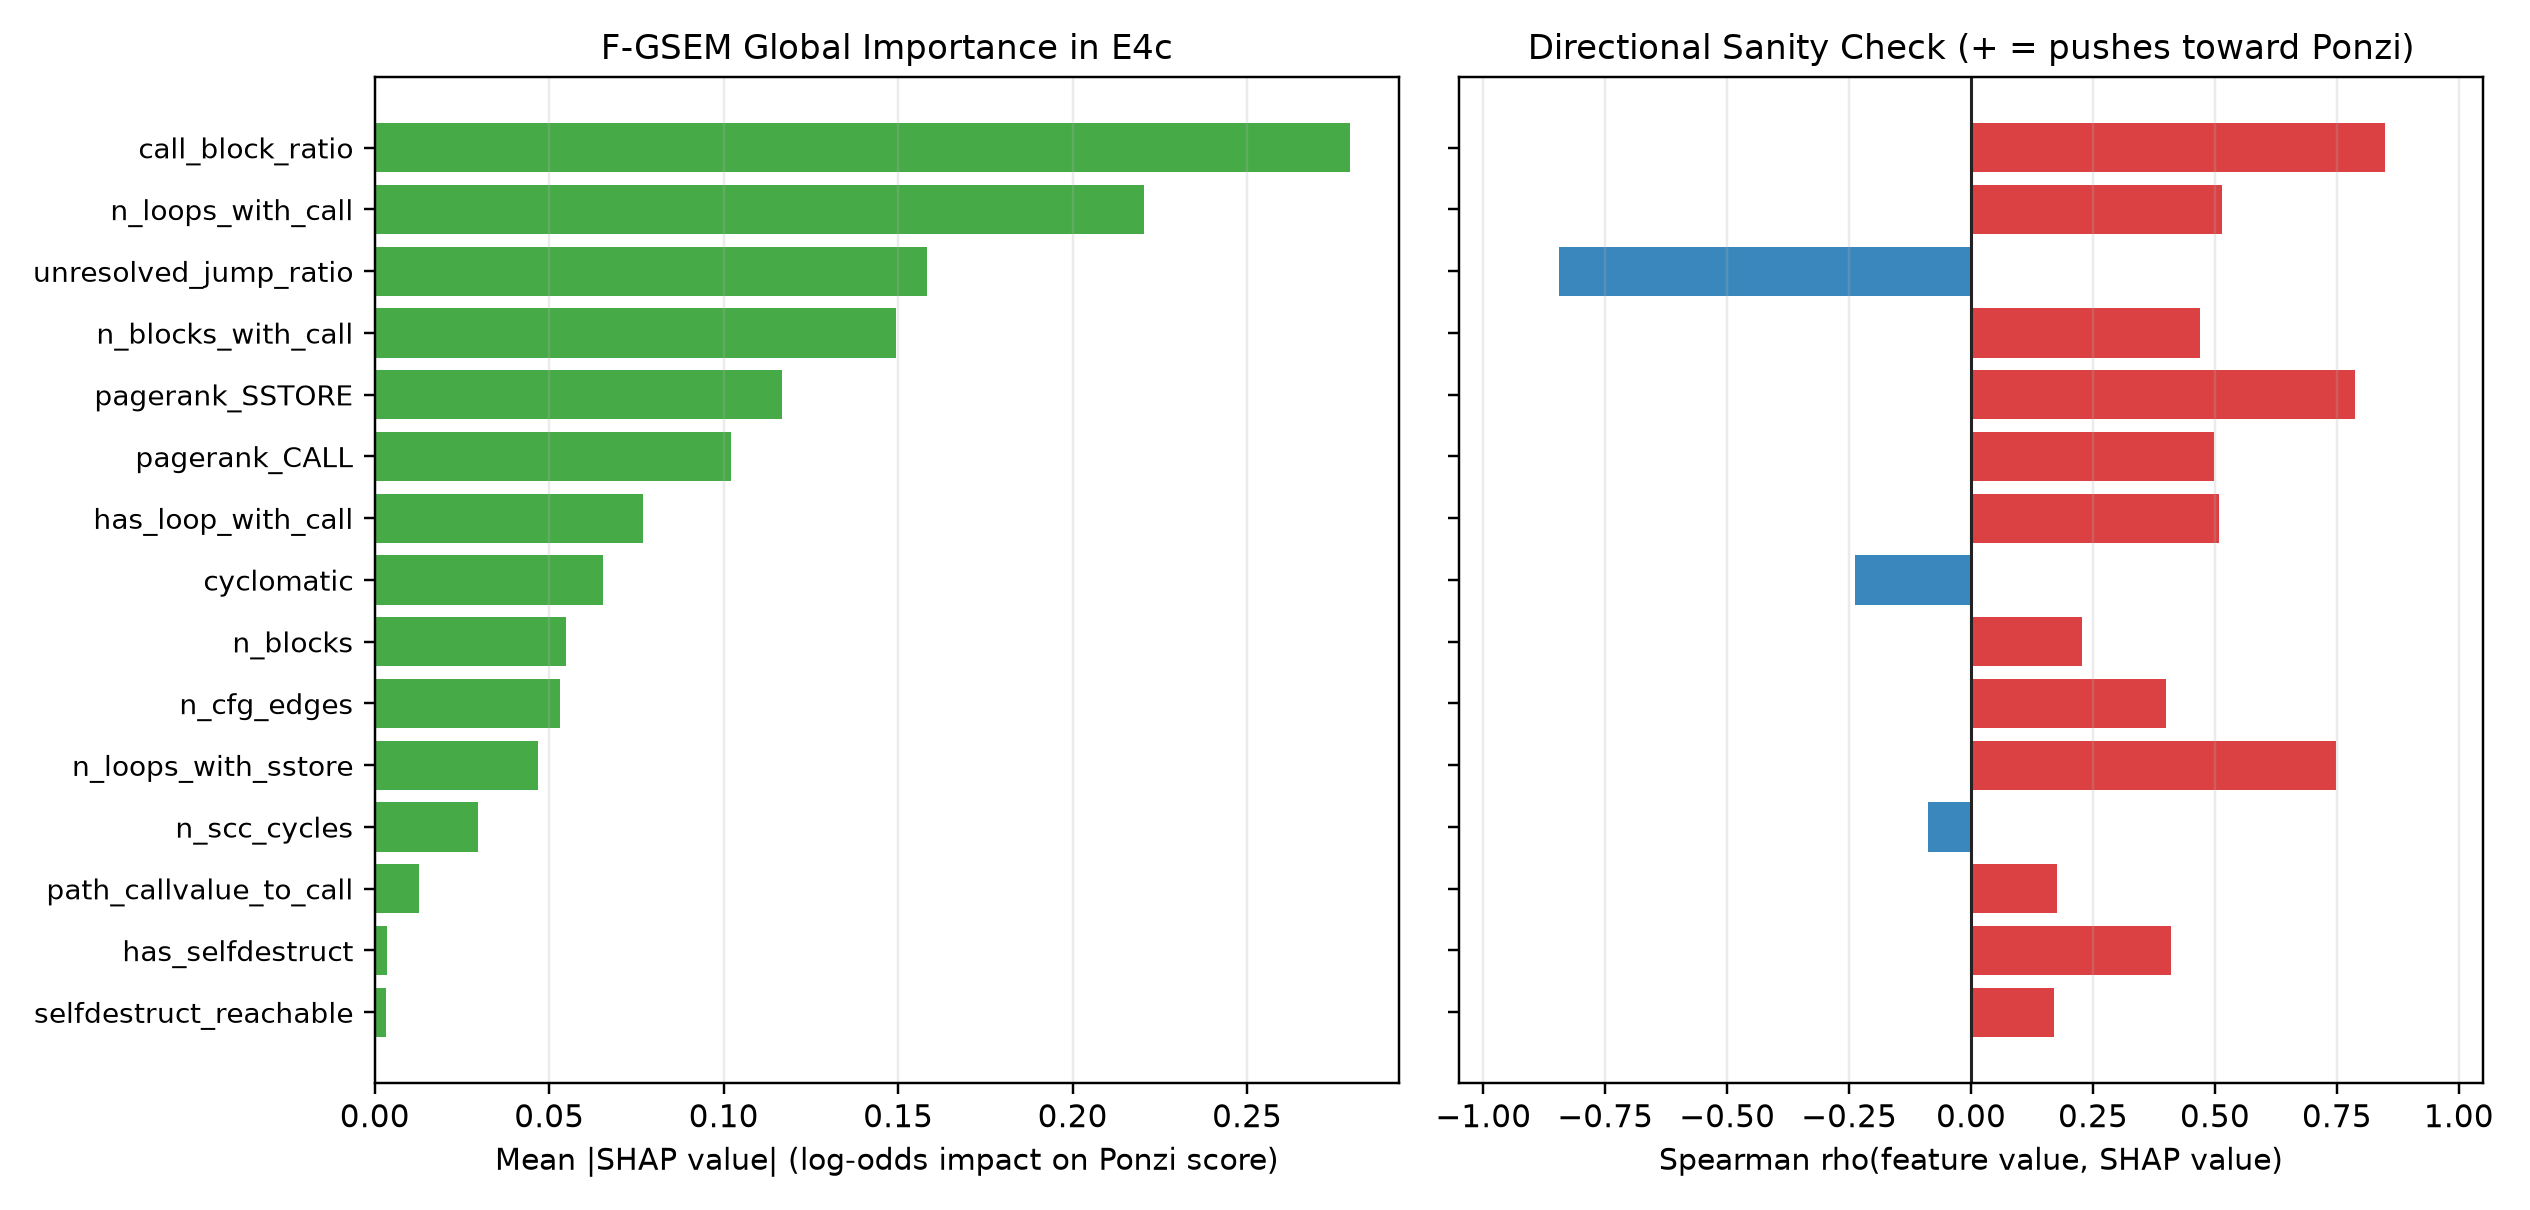 F-GSEM Global Importance in E4c
call_block_ratio
n_loops_with_call
unresolved_jump_ratio
n_blocks_with_call
pagerank_SSTORE
pagerank_CALL
has_loop_with_call
cyclomatic
n_blocks
n_cfg_edges
n_loops_with_sstore
n_scc_cycles
path_callvalue_to_call
has_selfdestruct
selfdestruct_reachable
0.00 0.05 0.10 0.15 0.20 0.25
Mean |SHAP value| (log-odds impact on Ponzi score)
Directional Sanity Check (+ = pushes toward Ponzi)
−1.00 −0.75 −0.50 −0.25 0.00 0.25 0.50 0.75 1.00
Spearman rho(feature value, SHAP value)